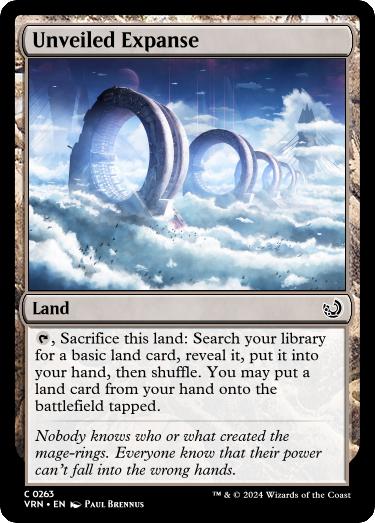 Unveiled Expanse
Land
, Sacrifice this land: Search your library
for a basic land card, reveal it, put it into
your hand, then shuffle. You may put a
land card from your hand onto the
battlefield tapped.
Nobody knows who or what created the
mage-rings. Everyone know that their power
can't fall into the wrong hands.
C 0263
VRN • EN Paul Brennus
™ & © 2024 Wizards of the Coast